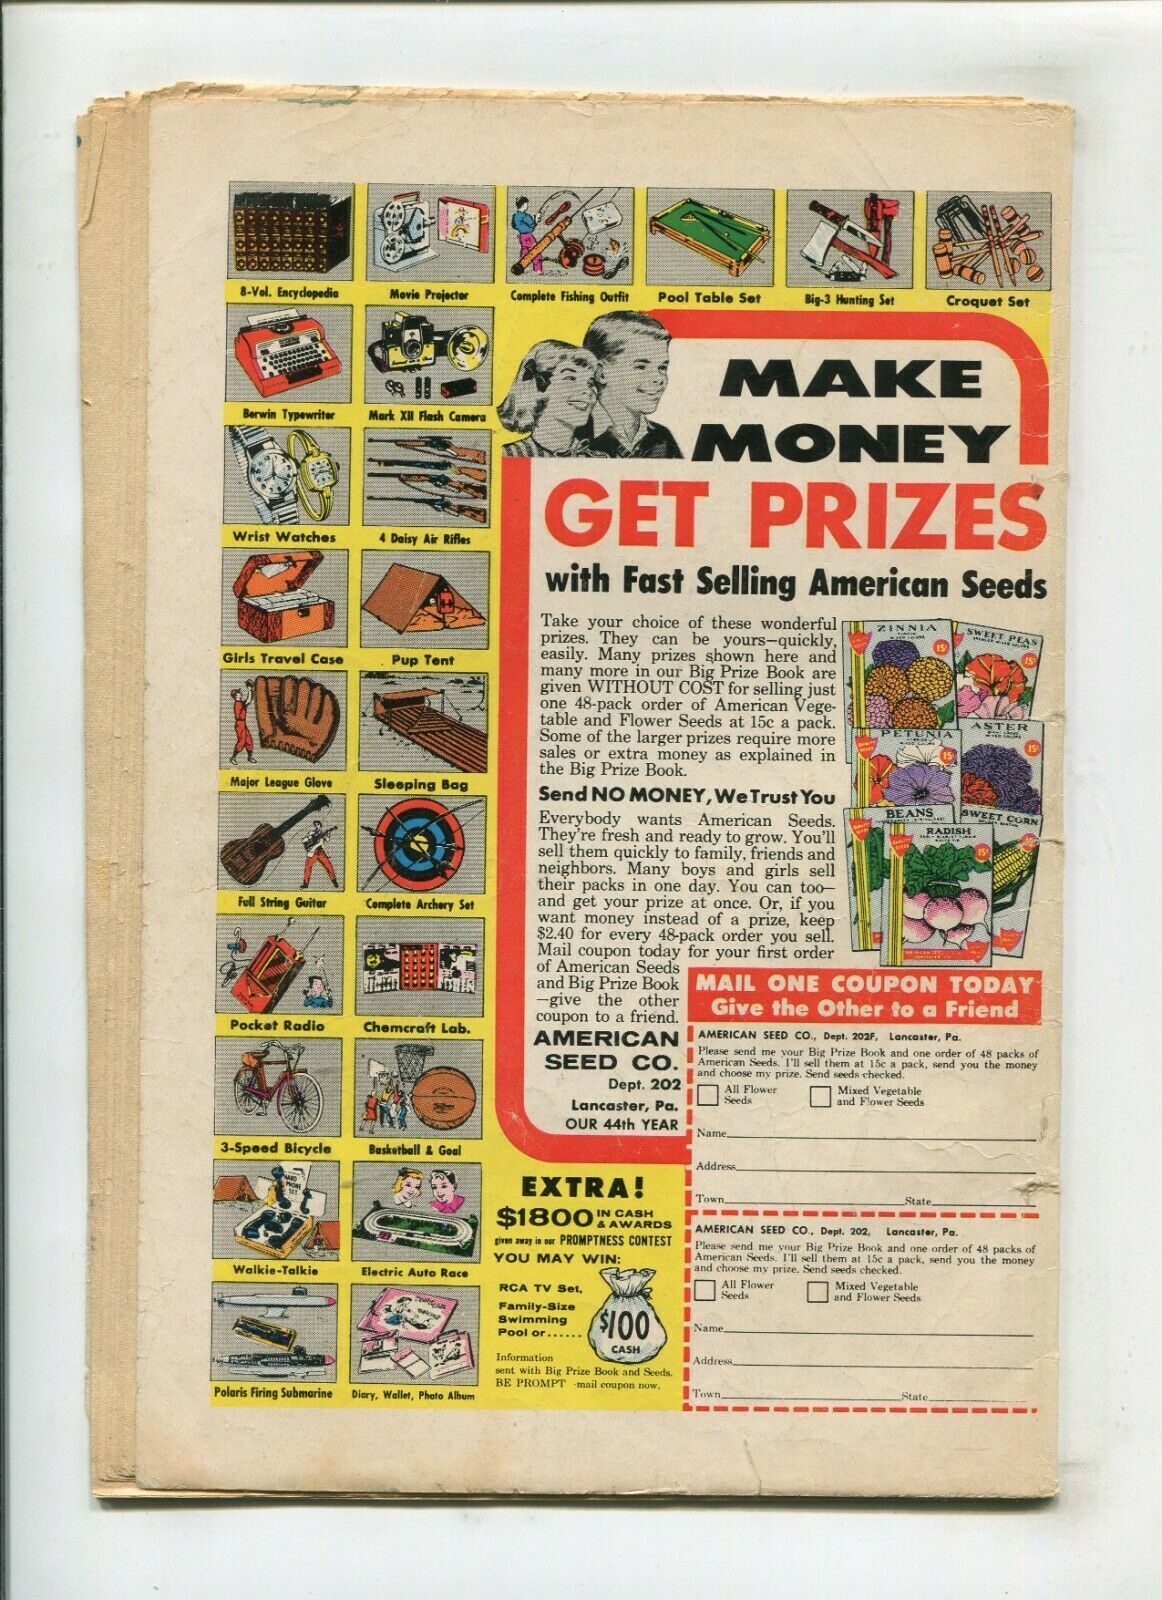 8-Vol. Encyclopedia
Movie Projector
Complete Fishing Outfit
Pool Table Set
Big-3 Hunting Set
Croquet Set
Berwin Typewriter
Mark XII Flash Camera
Wrist Watches
4 Daisy Air Rifles
Girls Travel Case
Pup Tent
Major League Glove
Sleeping Bag
Full String Guitar
Complete Archery Set
Pocket Radio
Chemcraft Lab.
3-Speed Bicycle
Basketball & Goal
Walkie-Talkie
Electric Auto Race
Polaris Firing Submarine
Diary, Wallet, Photo Album
MAKE
MONEY
GET PRIZES
with Fast Selling American Seeds
Take your choice of these wonderful
prizes. They can be yours—quickly,
easily. Many prizes shown here and
many more in our Big Prize Book are
given WITHOUT COST for selling just
one 48-pack order of American Vege-
table and Flower Seeds at 15c a pack.
Some of the larger prizes require more
sales or extra money as explained in
the Big Prize Book.
Send NO MONEY, We Trust You
Everybody wants American Seeds.
They're fresh and ready to grow. You'll
sell them quickly to family, friends and
neighbors. Many boys and girls sell
their packs in one day. You can too—
and get your prize at once. Or, if you
want money instead of a prize, keep
$2.40 for every 48-pack order you sell.
Mail coupon today for your first order
of American Seeds
and Big Prize Book
—give the other
coupon to a friend.
AMERICAN
SEED CO.
Dept. 202
Lancaster, Pa.
OUR 44th YEAR
ZINNIA
MIXED COLORS
15¢
SWEET PEAS
MIXED COLORS
15¢
PETUNIA
MIXED COLORS
15¢
ASTER
MIXED COLORS
15¢
BEANS
SWEET CORN
RADISH
15¢
MAIL ONE COUPON TODAY
Give the Other to a Friend
AMERICAN SEED CO., Dept. 202F, Lancaster, Pa.
Please send me your Big Prize Book and one order of 48 packs of
American Seeds. I'll sell them at 15c a pack, send you the money
and choose my prize. Send seeds checked.
All Flower
Seeds
Mixed Vegetable
and Flower Seeds
Name
Address
Town State
AMERICAN SEED CO., Dept. 202, Lancaster, Pa.
Please send me your Big Prize Book and one order of 48 packs of
American Seeds. I'll sell them at 15c a pack, send you the money
and choose my prize. Send seeds checked.
All Flower
Seeds
Mixed Vegetable
and Flower Seeds
Name
Address
Town State
EXTRA!
$1800 IN CASH
& AWARDS
given away in our PROMPTNESS CONTEST
YOU MAY WIN:
RCA TV Set,
Family-Size
Swimming
Pool or......
$100
CASH
Information
sent with Big Prize Book and Seeds.
BE PROMPT -mail coupon now.